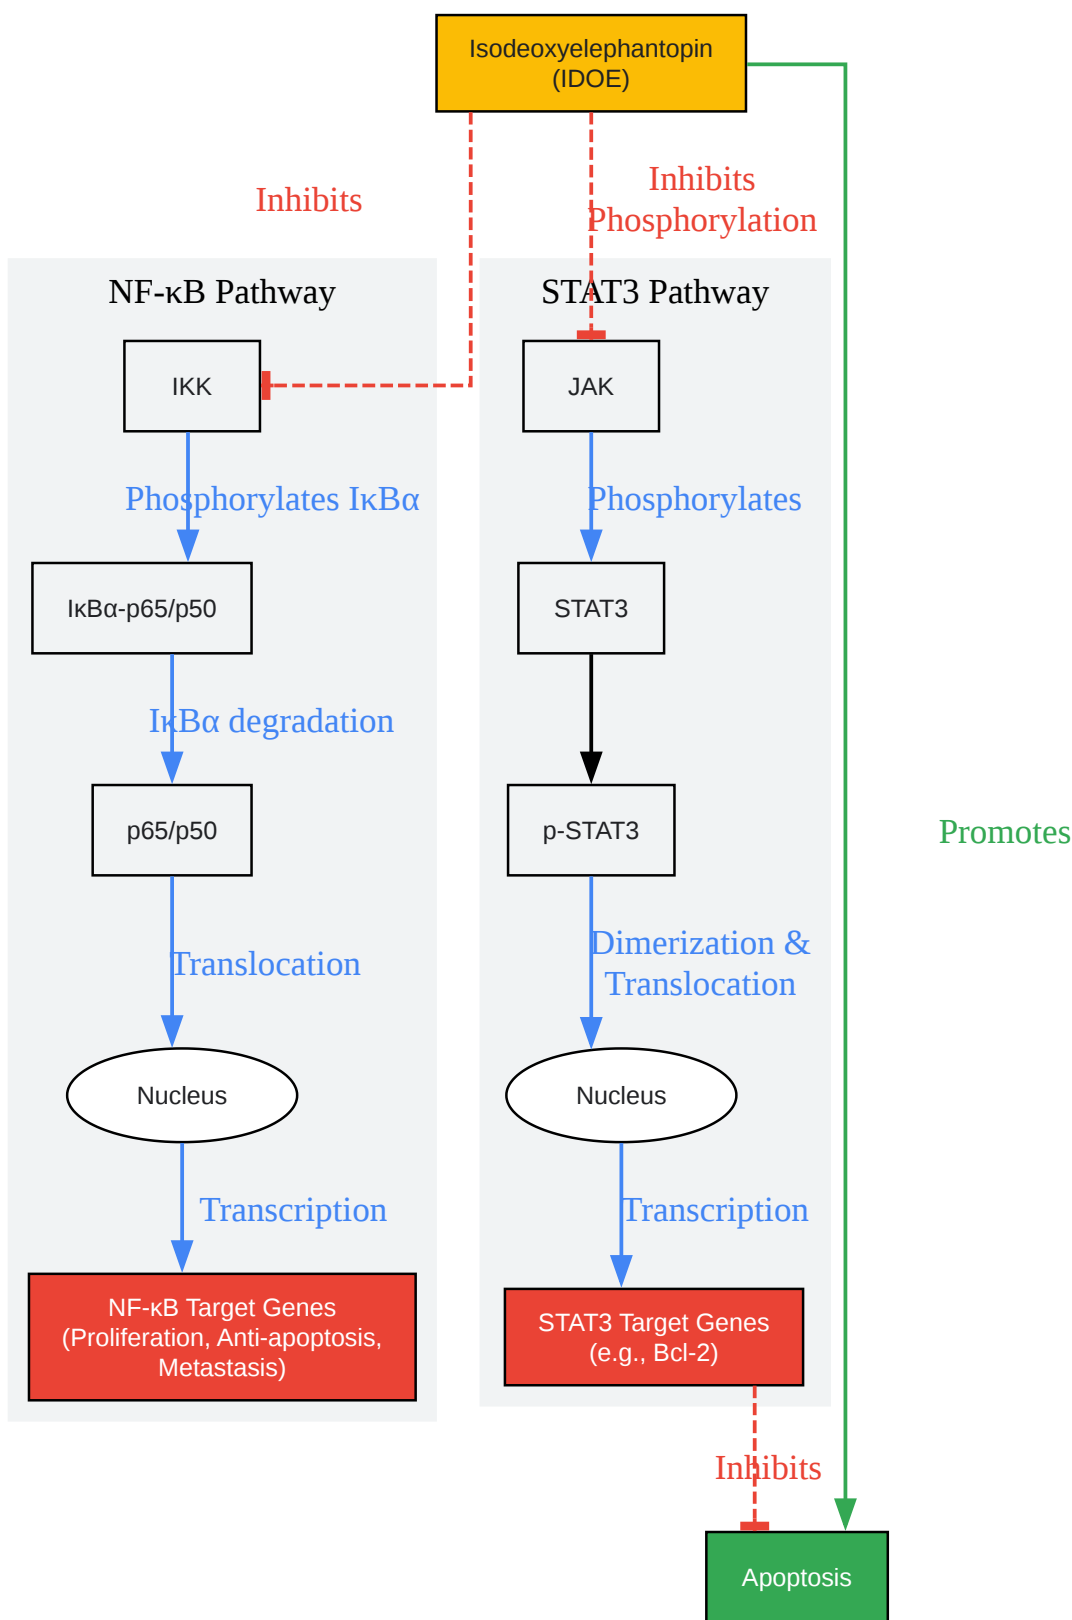 Isodeoxyelephantopin
(IDOE)
Inhibits
Inhibits
Phosphorylation
NF-κB Pathway
STAT3 Pathway
IKK
JAK
Phosphorylates IκBα
Phosphorylates
IκBα-p65/p50
STAT3
IκBα degradation
p65/p50
p-STAT3
Promotes
Translocation
Dimerization &
Translocation
Nucleus
Nucleus
Transcription
Transcription
NF-κB Target Genes
(Proliferation, Anti-apoptosis,
Metastasis)
STAT3 Target Genes
(e.g., Bcl-2)
Inhibits
Apoptosis